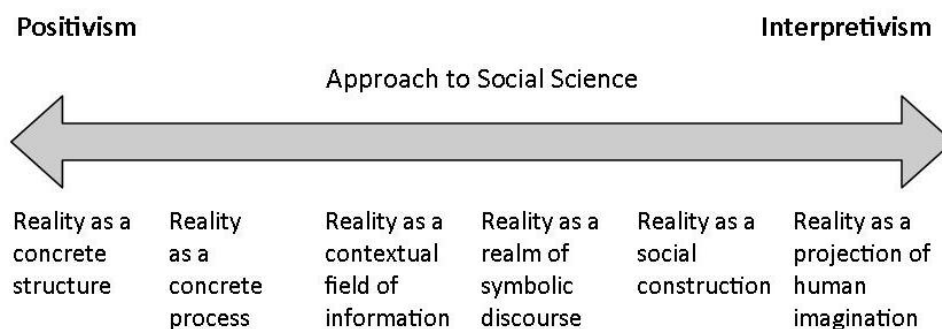 Positivism
Interpretivism
Approach to Social Science
Reality as a
concrete
structure
Reality
as a
concrete
process
Reality as a
contextual
field of
information
Reality as a
realm of
symbolic
discourse
Reality as a
social
construction
Reality as a
projection of
human
imagination